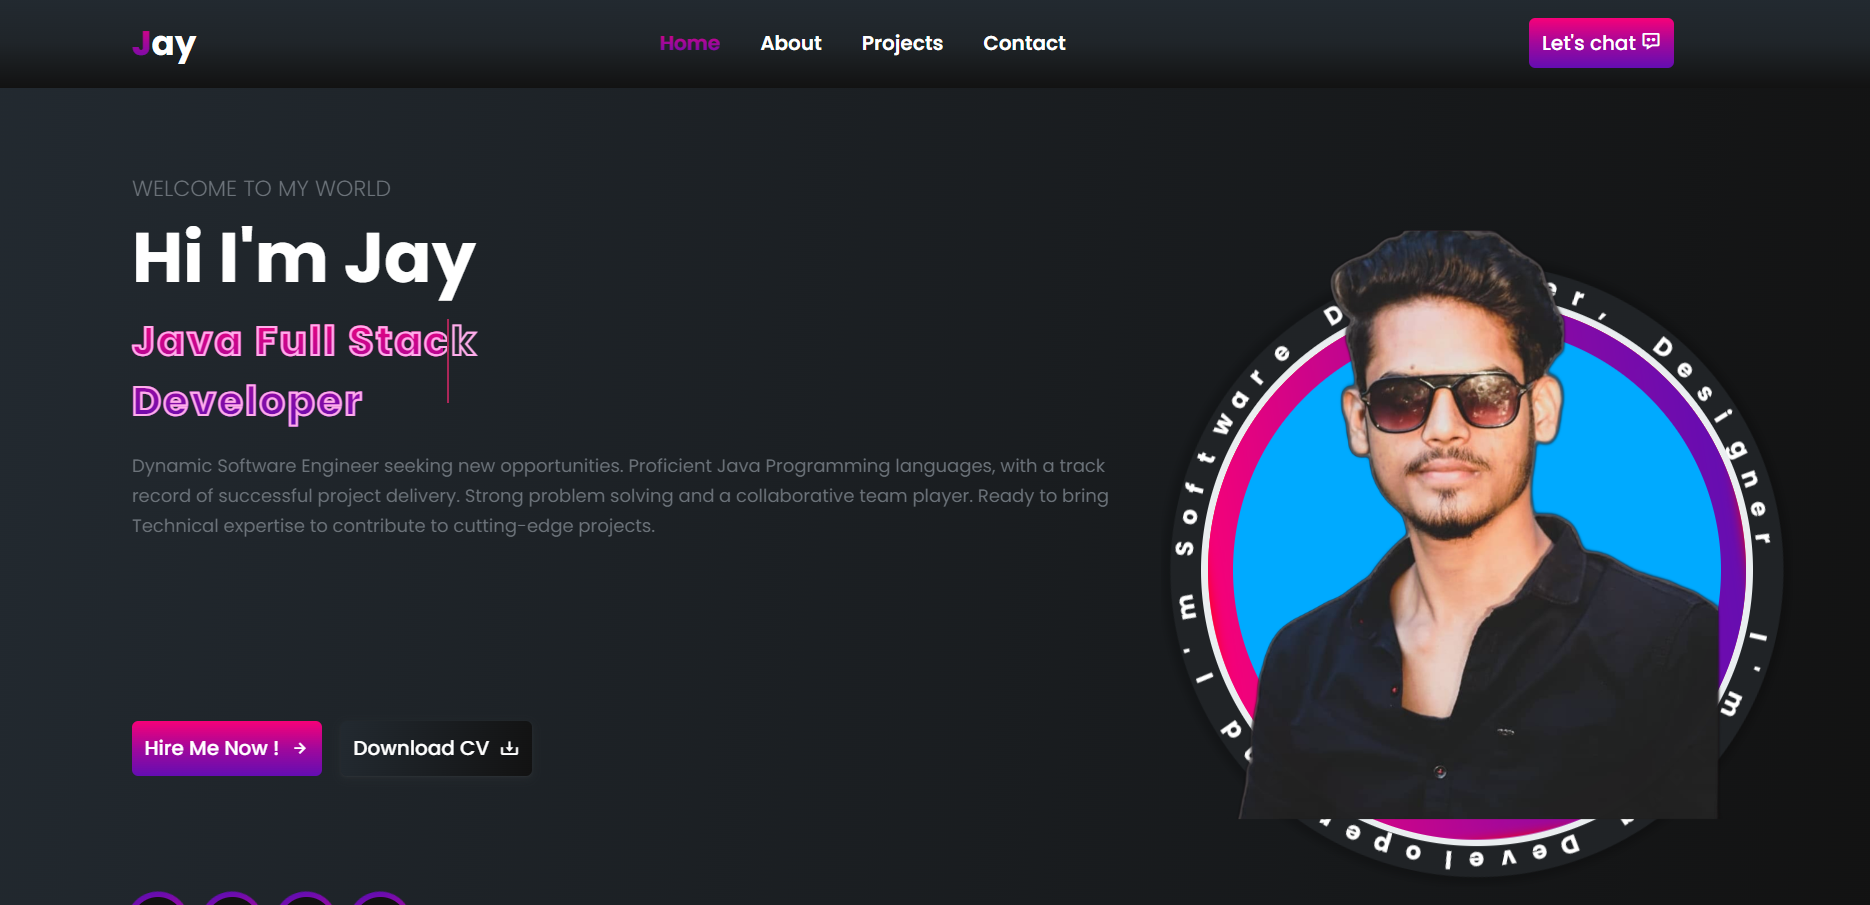 Jay
Home About Projects Contact
Let's chat
WELCOME TO MY WORLD
Hi I'm Jay
Java Full Stack
Developer
Dynamic Software Engineer seeking new opportunities. Proficient Java Programming languages, with a track
record of successful project delivery. Strong problem solving and a collaborative team player. Ready to bring
Technical expertise to contribute to cutting-edge projects.
Hire Me Now !
Download CV
I'm Software
Designer
I'm
Developer